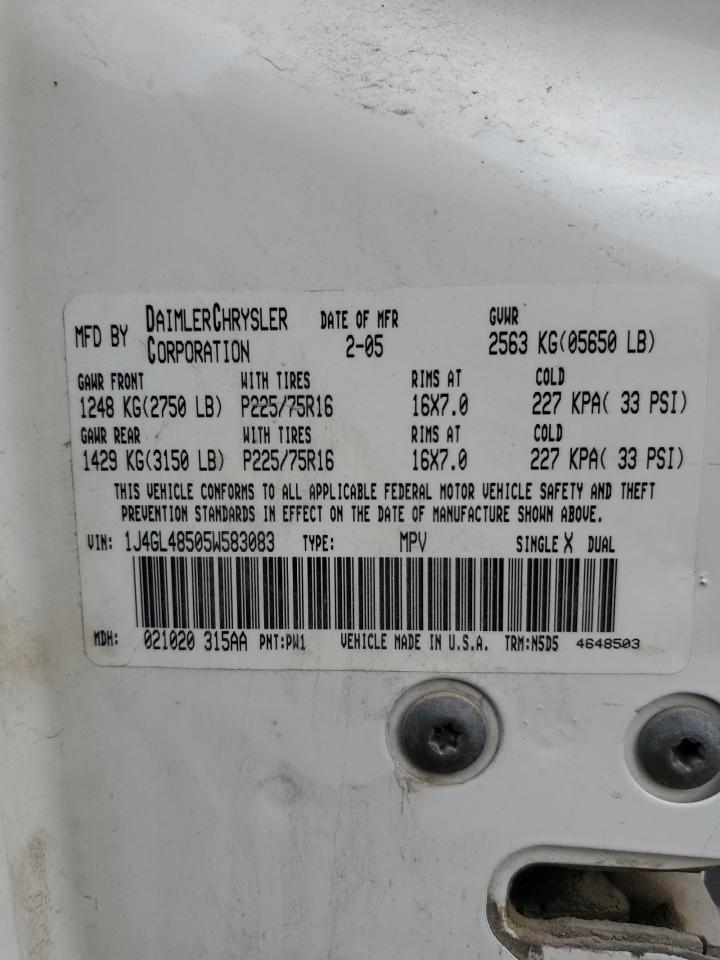 MFD BY DAIMLERCHRYSLER CORPORATION DATE OF MFR 2-05 GVWR 2563 KG(05650 LB)
GAWR FRONT WITH TIRES RIMS AT COLD
1248 KG(2750 LB) P225/75R16 16X7.0 227 KPA( 33 PSI)
GAWR REAR WITH TIRES RIMS AT COLD
1429 KG(3150 LB) P225/75R16 16X7.0 227 KPA( 33 PSI)
THIS VEHICLE CONFORMS TO ALL APPLICABLE FEDERAL MOTOR VEHICLE SAFETY AND THEFT
PREVENTION STANDARDS IN EFFECT ON THE DATE OF MANUFACTURE SHOWN ABOVE.
VIN: 1J4GL48505W583083 TYPE: MPV SINGLE X DUAL
MDH: 021020 315AA PNT:PW1 VEHICLE MADE IN U.S.A. TRM:N5D5 4648503